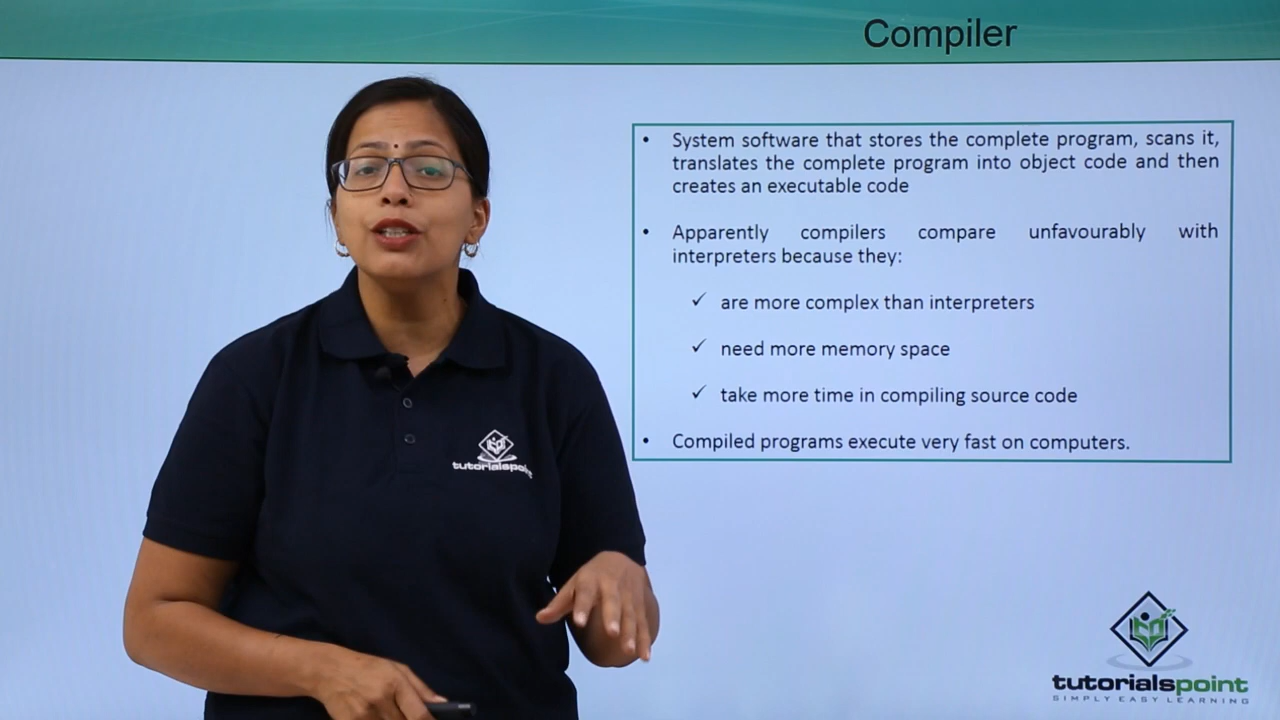 Compiler
• System software that stores the complete program, scans it,
translates the complete program into object code and then
creates an executable code
• Apparently compilers compare unfavourably with
interpreters because they:
✓ are more complex than interpreters
✓ need more memory space
✓ take more time in compiling source code
• Compiled programs execute very fast on computers.
tutorialspoint
tutorialspoint
SIMPLY EASY LEARNING